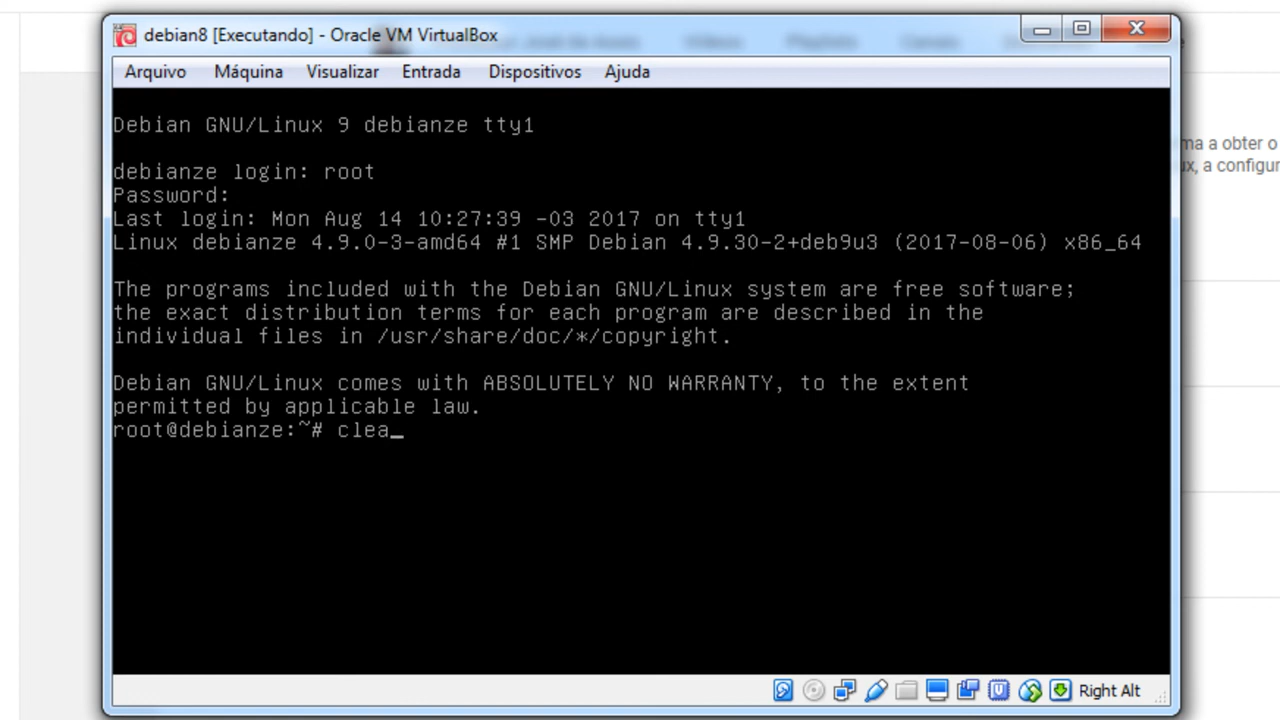 debian8 [Executando] - Oracle VM VirtualBox
Arquivo Máquina Visualizar Entrada Dispositivos Ajuda
Debian GNU/Linux 9 debianze tty1
debianze login: root
Password:
Last login: Mon Aug 14 10:27:39 -03 2017 on tty1
Linux debianze 4.9.0-3-amd64 #1 SMP Debian 4.9.30-2+deb9u3 (2017-08-06) x86_64
The programs included with the Debian GNU/Linux system are free software;
the exact distribution terms for each program are described in the
individual files in /usr/share/doc/*/copyright.
Debian GNU/Linux comes with ABSOLUTELY NO WARRANTY, to the extent
permitted by applicable law.
root@debianze:~# clea_
Right Alt
ma a obter o
ux, a configur